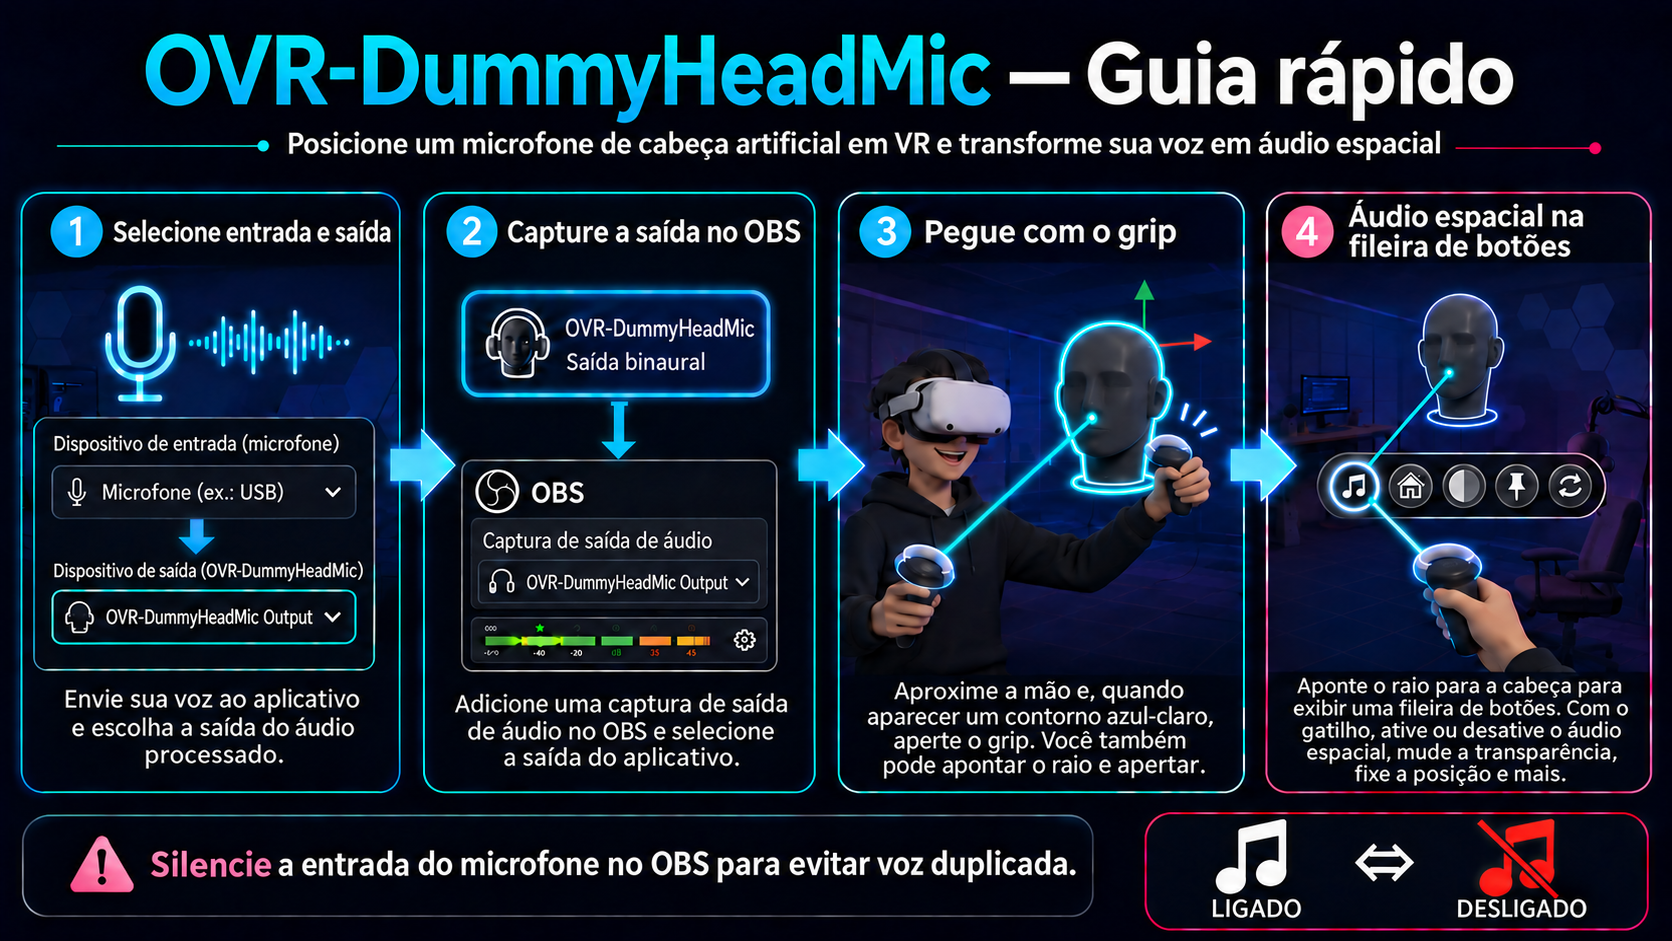 OVR-DummyHeadMic — Guia rápido
Posicione um microfone de cabeça artificial em VR e transforme sua voz em áudio espacial
1 Selecione entrada e saída
Dispositivo de entrada (microfone)
Microfone (ex.: USB)
Dispositivo de saída (OVR-DummyHeadMic)
OVR-DummyHeadMic Output
Envie sua voz ao aplicativo
e escolha a saída do áudio
processado.
2 Capture a saída no OBS
OVR-DummyHeadMic
Saída binaural
OBS
Captura de saída de áudio
OVR-DummyHeadMic Output
-40 -20 dB 35 45
Adicione uma captura de saída
de áudio no OBS e selecione
a saída do aplicativo.
3 Pegue com o grip
Aproxime a mão e, quando
aparecer um contorno azul-claro,
aperte o grip. Você também
pode apontar o raio e apertar.
4 Áudio espacial na
fileira de botões
Aponte o raio para a cabeça para
exibir uma fileira de botões. Com o
gatilho, ative ou desative o áudio
espacial, mude a transparência,
fixe a posição e mais.
Silencie a entrada do microfone no OBS para evitar voz duplicada.
LIGADO
DESLIGADO